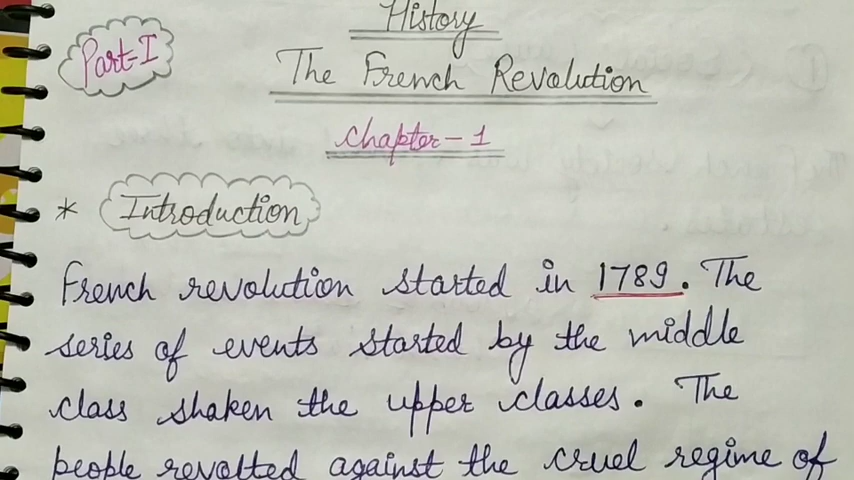 History
Part-I
The French Revolution
Chapter-1
* Introduction
French revolution started in 1789. The
series of events started by the middle
class shaken the upper classes. The
people revolted against the cruel regime of